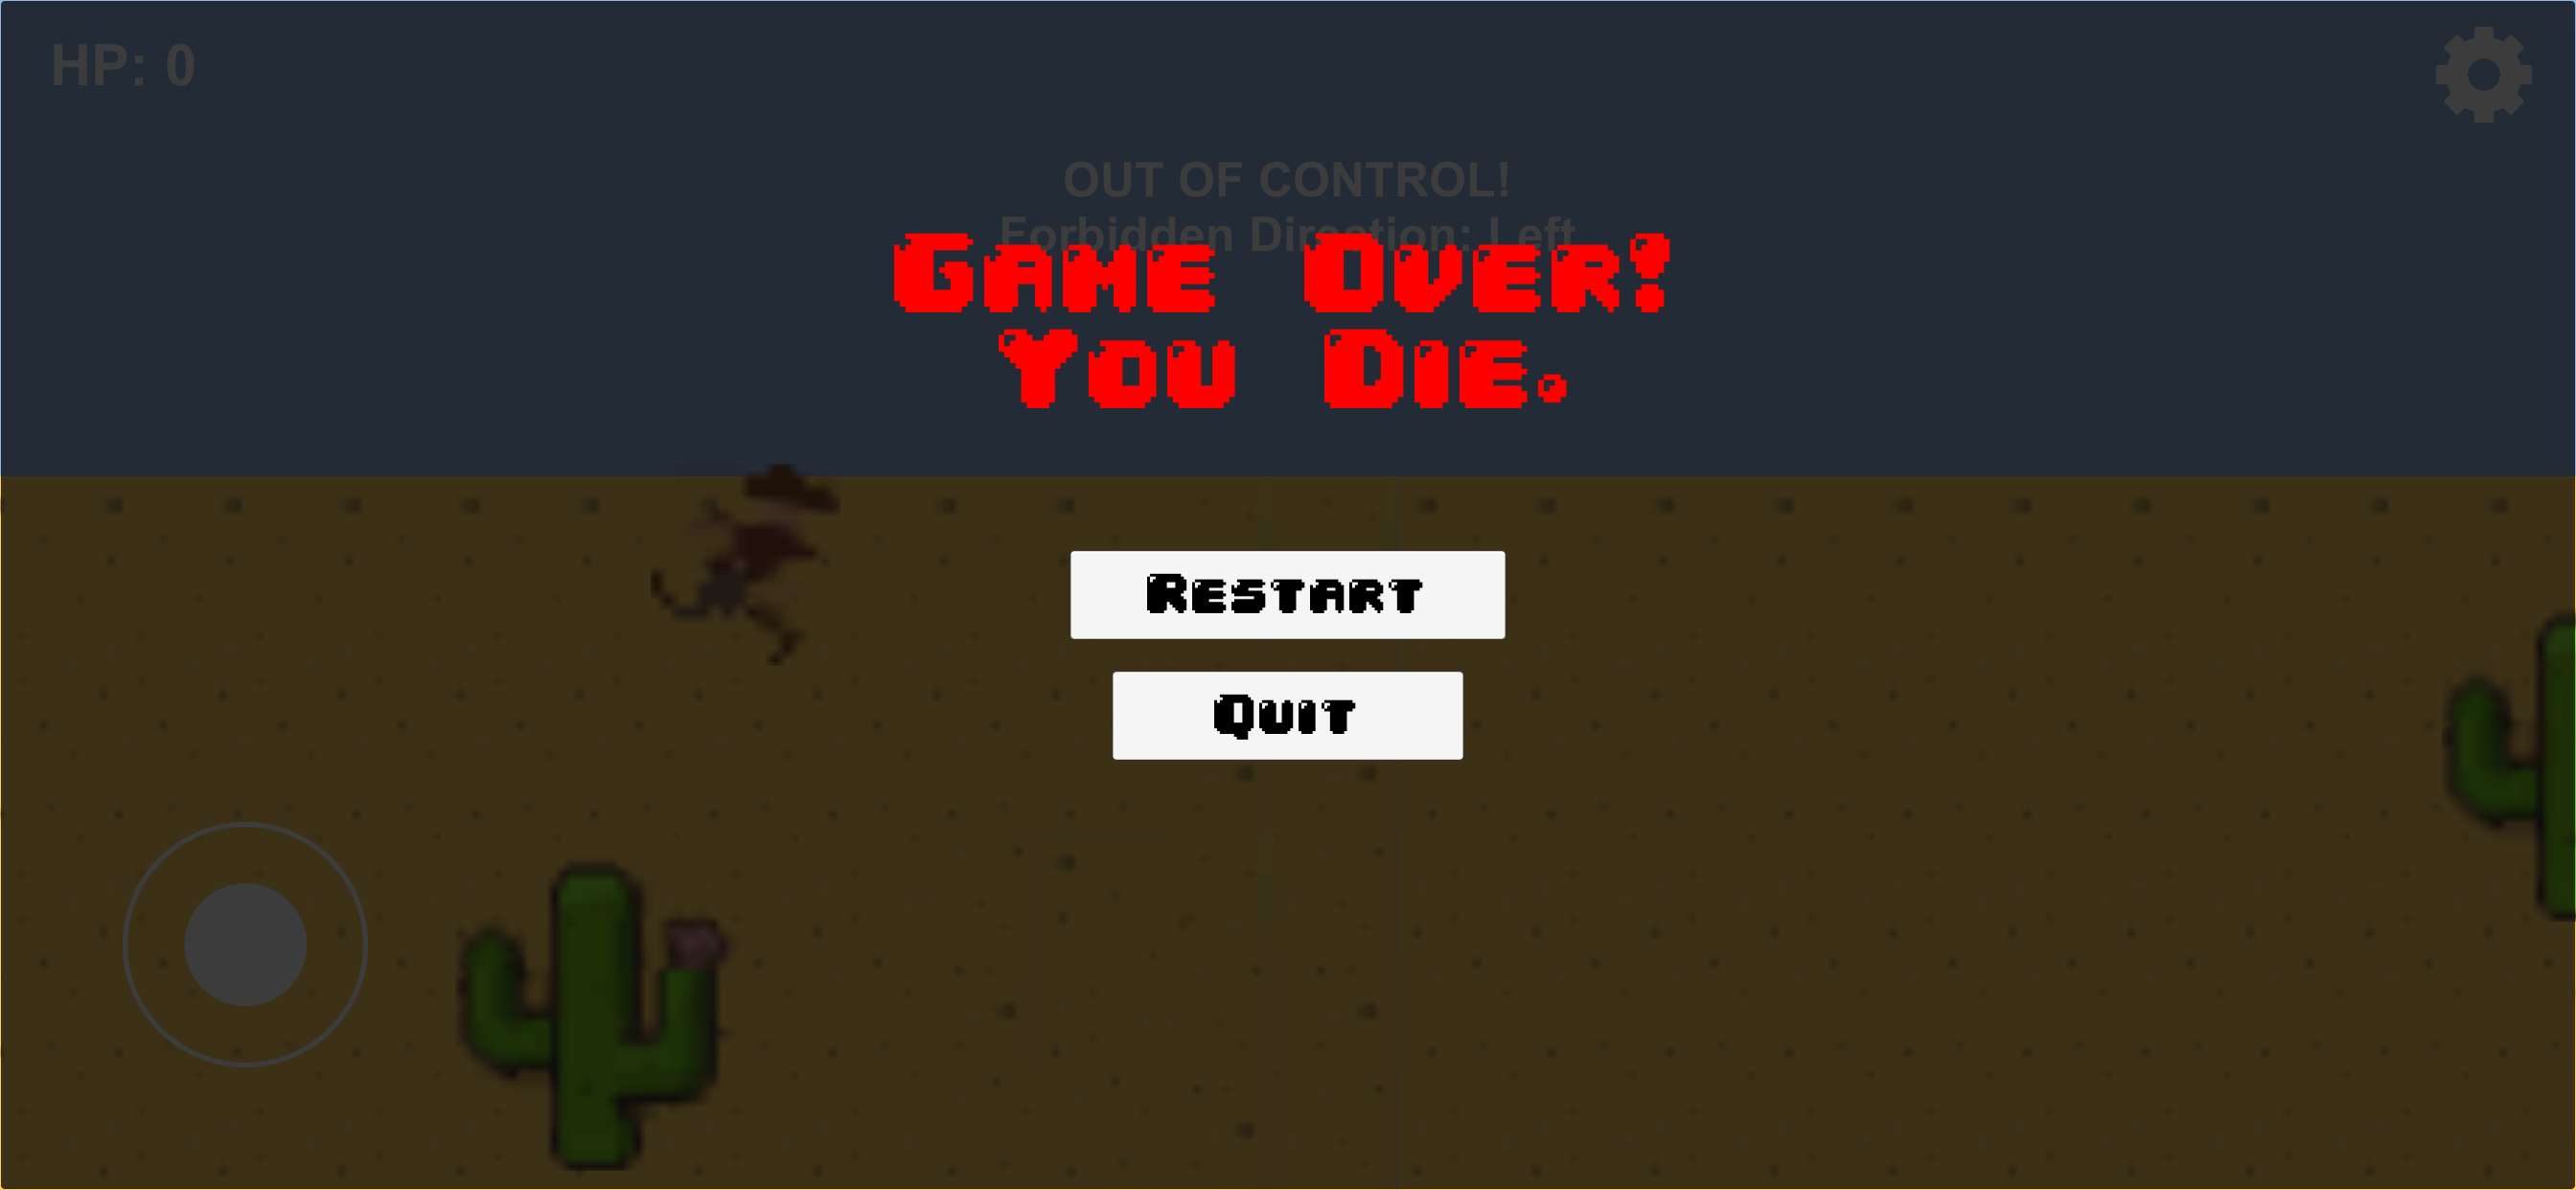 HP: 0
OUT OF CONTROL!
Forbidden Direction: Left
Game Over!
You Die.
Restart
Quit